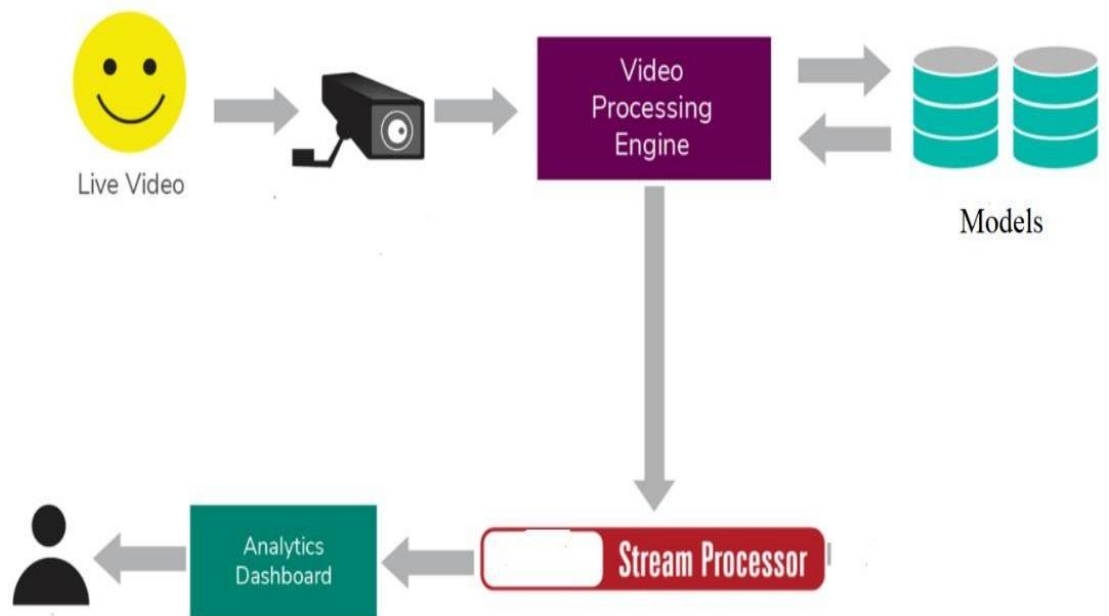 Live Video
Video
Processing
Engine
Models
Analytics
Dashboard
Stream Processor